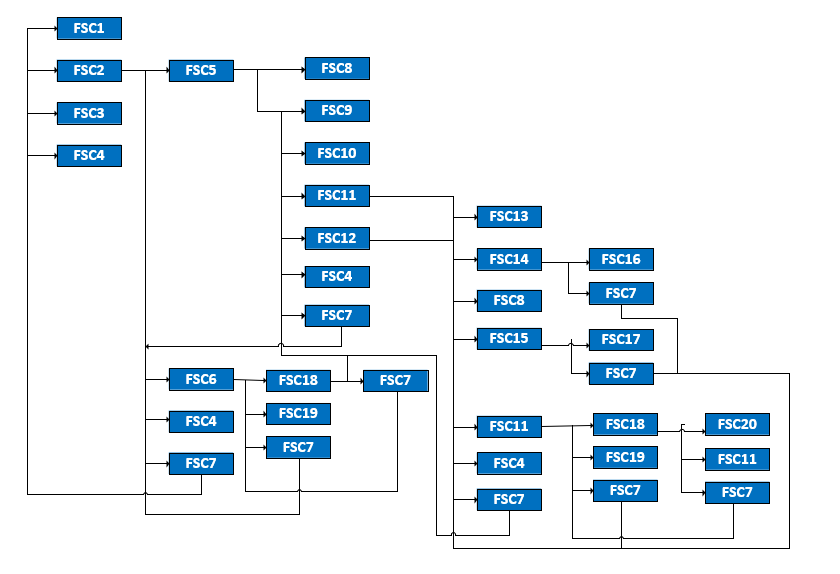 FSC1
FSC2
FSC5
FSC8
FSC3
FSC9
FSC4
FSC10
FSC11
FSC13
FSC12
FSC14
FSC16
FSC4
FSC8
FSC7
FSC7
FSC15
FSC17
FSC7
FSC6
FSC18
FSC7
FSC4
FSC19
FSC11
FSC18
FSC20
FSC7
FSC7
FSC4
FSC19
FSC11
FSC7
FSC7
FSC7